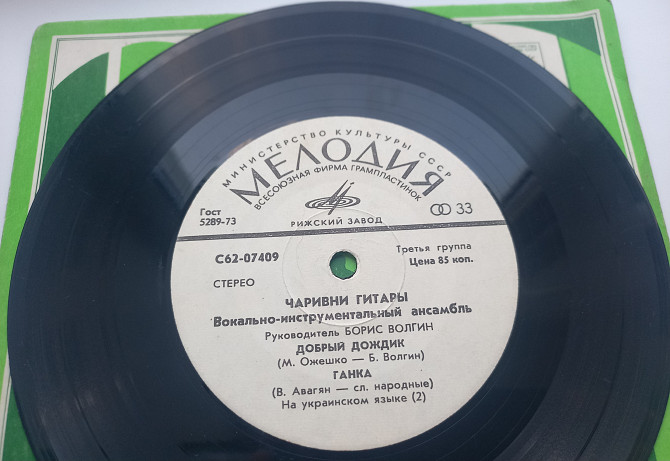 МИНИСТЕРСТВО КУЛЬТУРЫ СССР
МЕЛОДИЯ
ВСЕСОЮЗНАЯ ФИРМА ГРАМПЛАСТИНОК
Гост
5289-73
РИЖСКИЙ ЗАВОД
33
С62-07409
Третья группа
Цена 85 коп.
СТЕРЕО
ЧАРИВНИ ГИТАРЫ
Вокально-инструментальный ансамбль
Руководитель БОРИС ВОЛГИН
ДОБРЫЙ ДОЖДИК
(М. Ожешко — Б. Волгин)
ГАНКА
(В. Авагян — сл. народные)
На украинском языке (2)